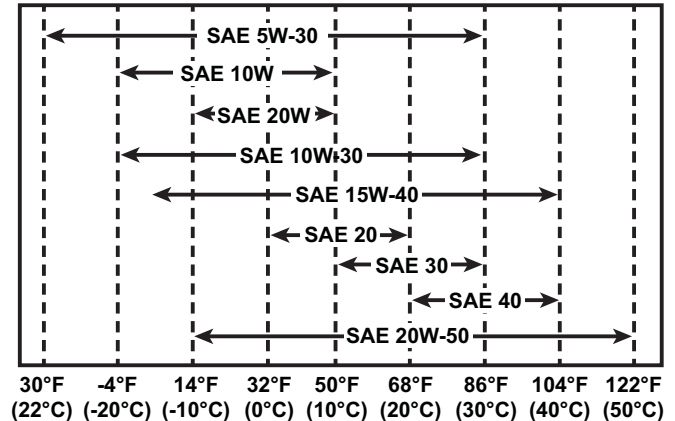 SAE 5W-30
SAE 10W
SAE 20W
SAE 10W-30
SAE 15W-40
SAE 20
SAE 30
SAE 40
SAE 20W-50
30°F -4°F 14°F 32°F 50°F 68°F 86°F 104°F 122°F
(22°C) (-20°C) (-10°C) (0°C) (10°C) (20°C) (30°C) (40°C) (50°C)